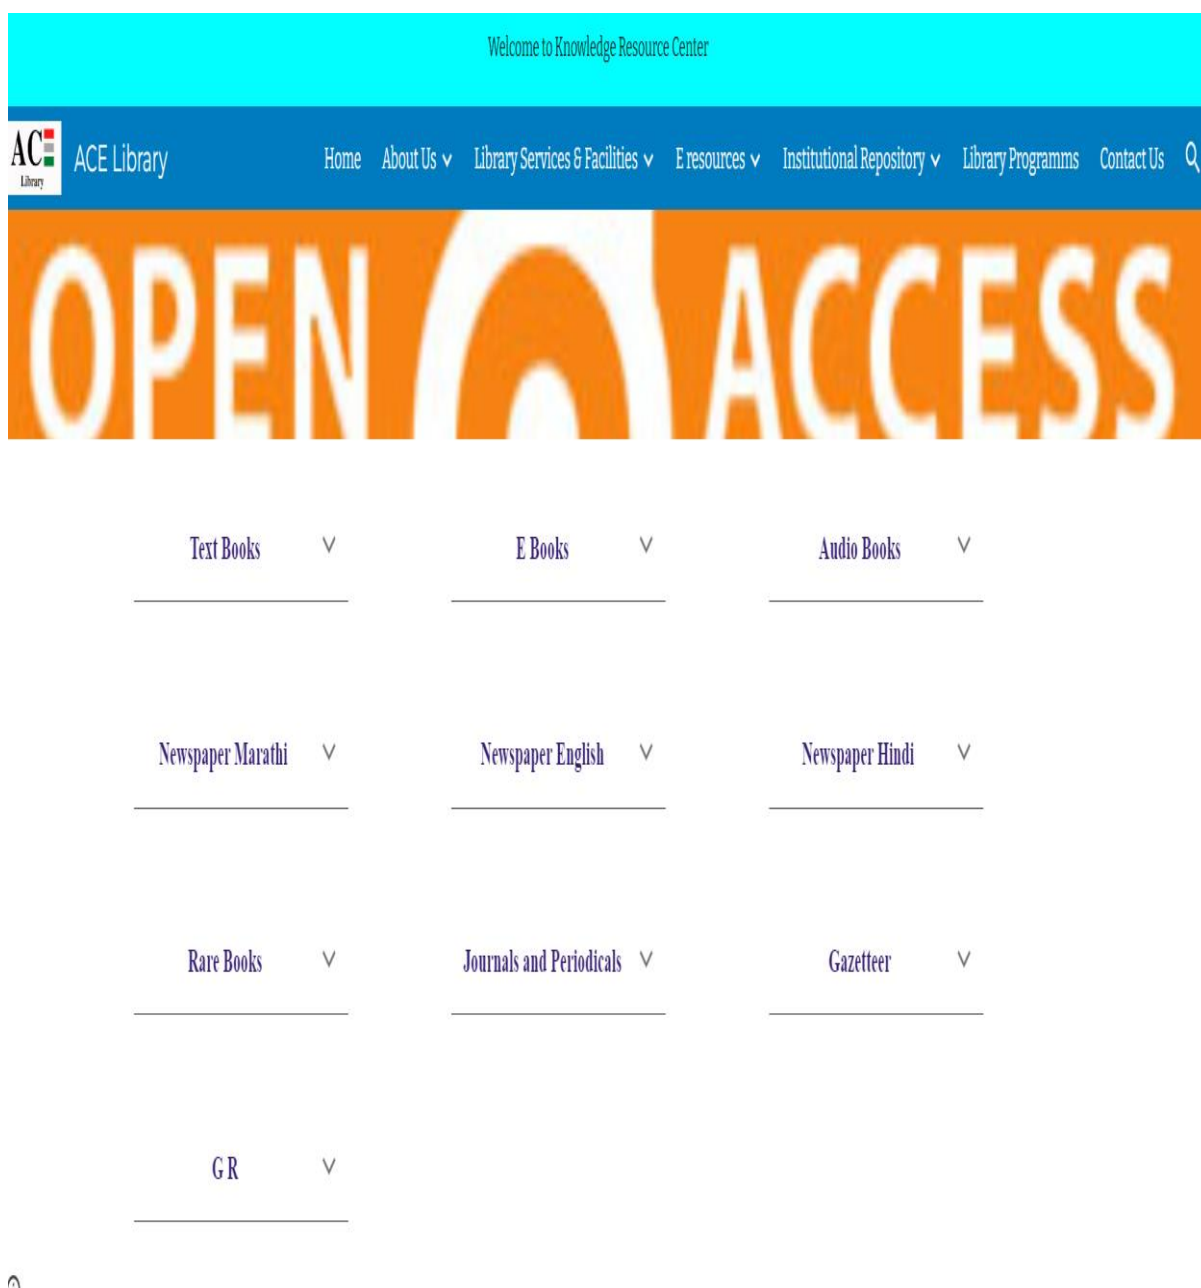 Welcome to Knowledge Resource Center
ACE
Library
ACE Library
Home About Us Library Services & Facilities E resources Institutional Repository Library Programms Contact Us
OPEN ACCESS
Text Books E Books Audio Books
Newspaper Marathi Newspaper English Newspaper Hindi
Rare Books Journals and Periodicals Gazetteer
G R